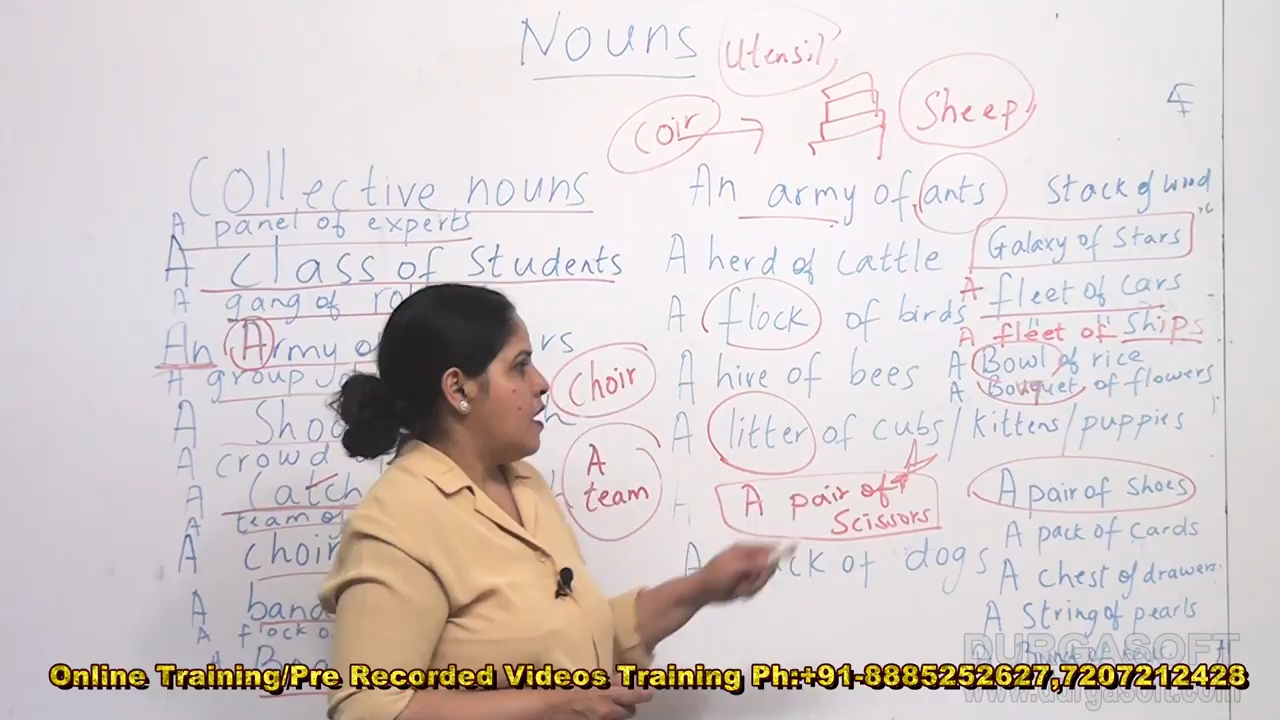 Nouns
Utensil
Coir
Sheep
Collective nouns
A panel of experts
A class of students
A gang of
An Army of
A group
A
A crowd
A Catch
A team of
A choir
A band
A flock
Choir
A team
An army of ants
A herd of cattle
A flock of birds
A hive of bees
A litter of cubs/kittens/puppies
A pair of
Scissors
A of dogs
Stack of wood
Galaxy of Stars
A fleet of cars
A fleet of Ships
A Bowl of rice
A Bouquet of flowers
A pair of shoes
A pack of cards
A chest of drawers
A String of pearls
DURGASOFT
Online Training/Pre Recorded Videos Training Ph:+91-8885252627,7207212428
www.durgasoft.com